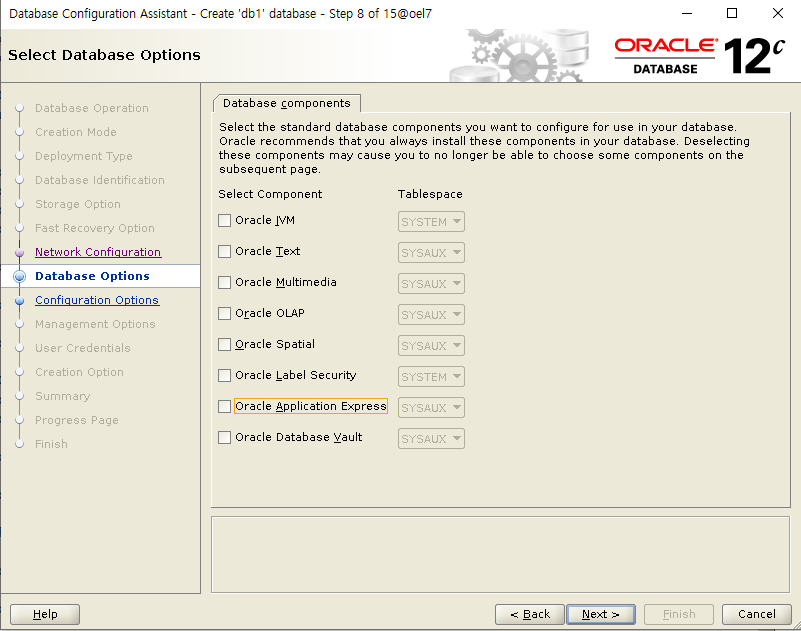 Database Configuration Assistant - Create 'db1' database - Step 8 of 15@oel7
Select Database Options
ORACLE®
DATABASE
12c
Database Operation
Creation Mode
Deployment Type
Database Identification
Storage Option
Fast Recovery Option
Network Configuration
Database Options
Configuration Options
Management Options
User Credentials
Creation Option
Summary
Progress Page
Finish
Database components
Select the standard database components you want to configure for use in your database.
Oracle recommends that you always install these components in your database. Deselecting
these components may cause you to no longer be able to choose some components on the
subsequent page.
Select Component Tablespace
Oracle JVM SYSTEM
Oracle Text SYSAUX
Oracle Multimedia SYSAUX
Oracle OLAP SYSAUX
Oracle Spatial SYSAUX
Oracle Label Security SYSTEM
Oracle Application Express SYSAUX
Oracle Database Vault SYSAUX
Help < Back Next > Finish Cancel